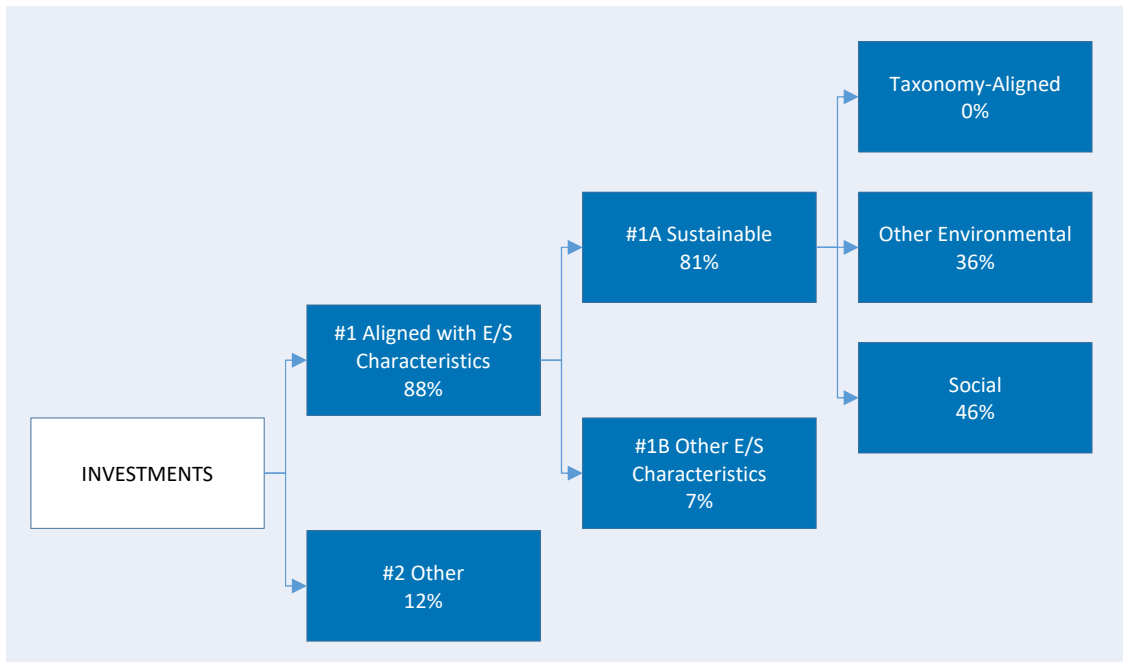 INVESTMENTS
#1 Aligned with E/S
Characteristics
88%
#2 Other
12%
#1A Sustainable
81%
#1B Other E/S
Characteristics
7%
Taxonomy-Aligned
0%
Other Environmental
36%
Social
46%